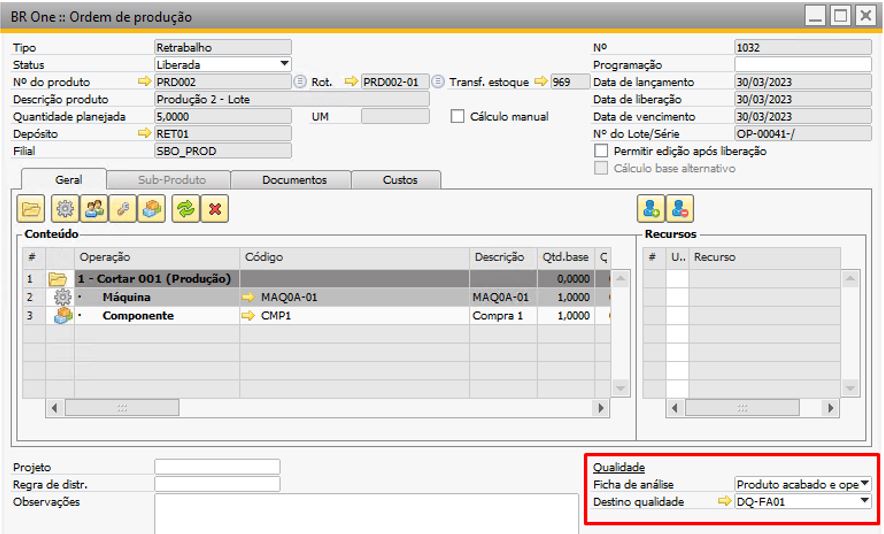 BR One :: Ordem de produção
Tipo Retrabalho Nº 1032
Status Liberada Programação
Nº do produto PRD002 Rot. PRD002-01 Transf. estoque 969 Data de lançamento 30/03/2023
Descrição produto Produção 2 - Lote Data de liberação 30/03/2023
Quantidade planejada 5,0000 UM Cálculo manual Data de vencimento 30/03/2023
Depósito RET01 Nº do Lote/Série OP-00041-/
Filial SBO_PROD Permitir edição após liberação
Cálculo base alternativo
Geral Sub-Produto Documentos Custos
Conteúdo Recursos
# Operação Código Descrição Qtd.base Q # U.. Recurso
1 1 - Cortar 001 (Produção) 0,0000
2 · Máquina MAQ0A-01 MAQ0A-01 1,0000
3 · Componente CMP1 Compra 1 1,0000
Projeto Qualidade
Regra de distr. Ficha de análise Produto acabado e ope
Observações Destino qualidade DQ-FA01